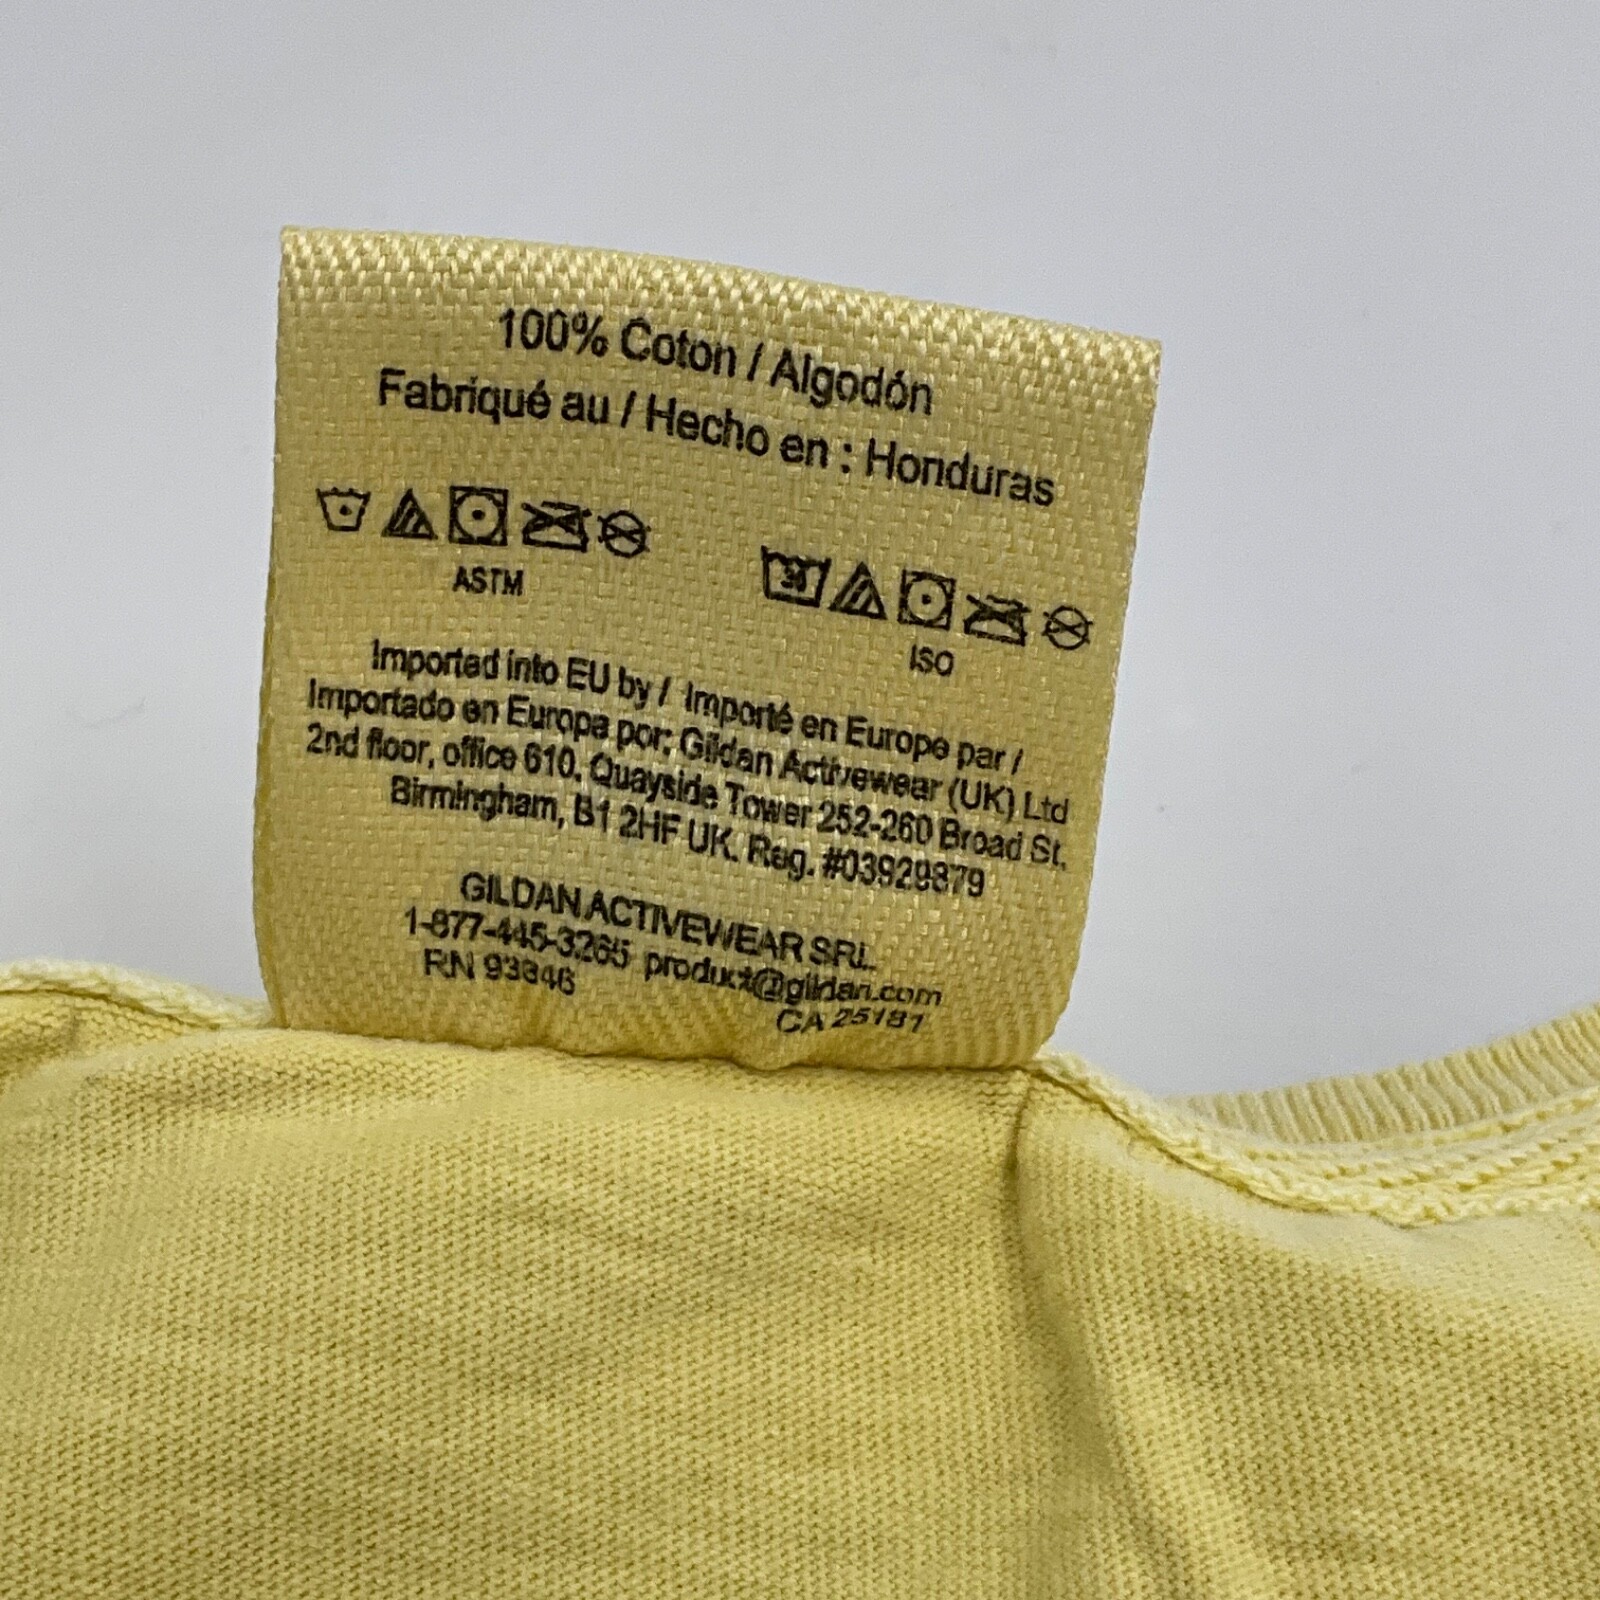 100% Coton / Algodón
Fabriqué au / Hecho en : Honduras
30
ASTM
ISO
Imported into EU by / Importé en Europe par /
Importado en Europa por: Gildan Activewear (UK) Ltd
2nd floor, office 610, Quayside Tower 252-260 Broad St,
Birmingham, B1 2HF UK. Reg. #03929879
GILDAN ACTIVEWEAR SRL
1-877-445-3265 product@gildan.com
RN 93846
CA 25181